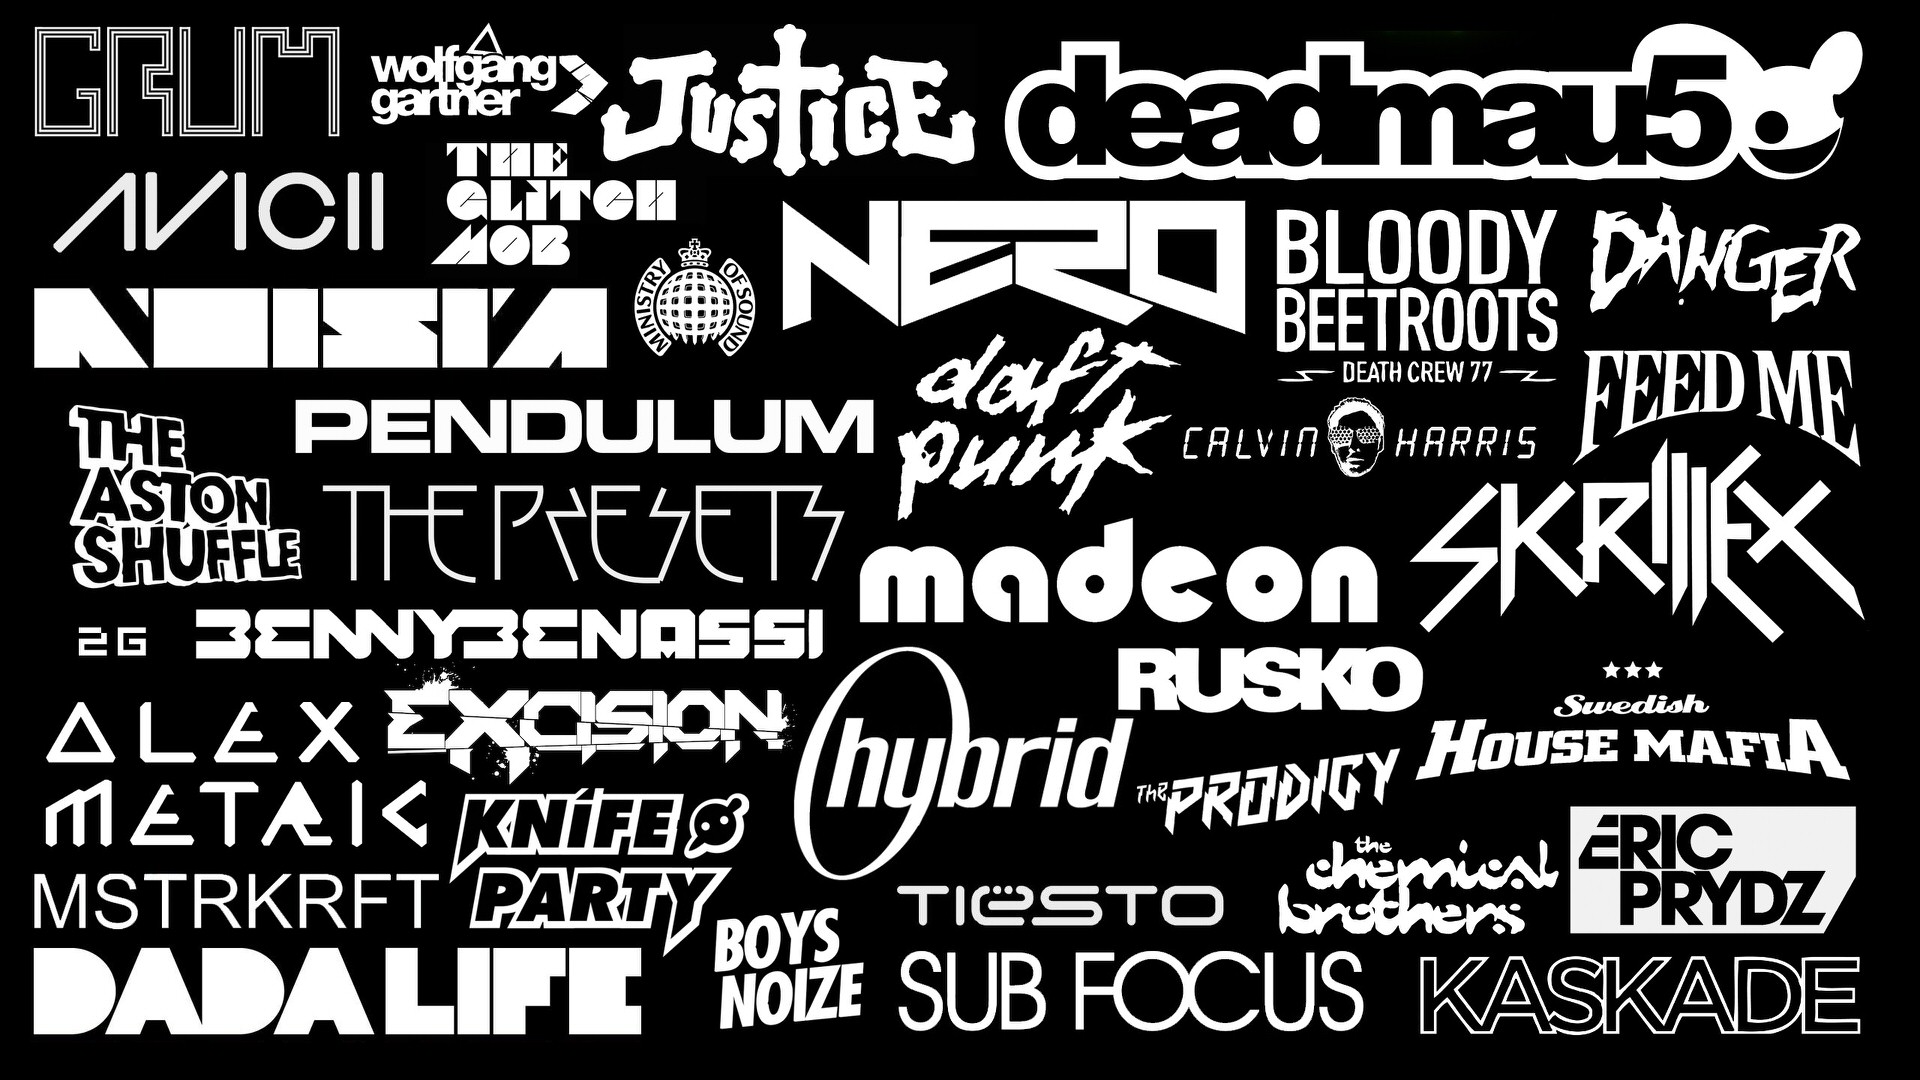 GRUM
wolfgang
gartner
JUSTICE
deadmau5
AVICII
THE
GLITCH
MOB
MINISTRY OF SOUND
NERO
BLOODY
BEETROOTS
DEATH CREW 77
DANGER
NOISIA
daft
punk
FEED ME
THE
ASTON
SHUFFLE
PENDULUM
CALVIN HARRIS
THE PRESETS
SKRILLEX
madeon
2G
BENNY BENASSI
RUSKO
ALEX
METRIC
EXCISION
hybrid
Swedish
HOUSE MAFIA
THE PRODIGY
KNIFE
PARTY
the
chemical
brothers
ERIC
PRYDZ
MSTRKRFT
TIËSTO
BOYS
NOIZE
DADA LIFE
SUB FOCUS
KASKADE